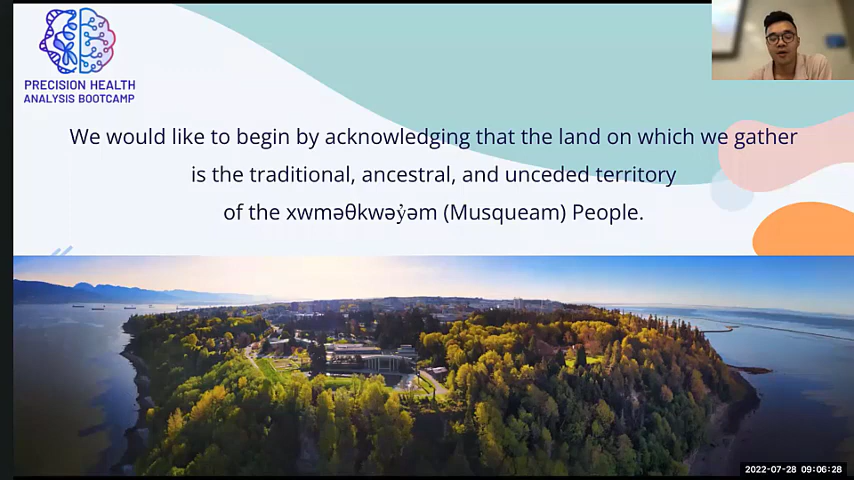 PRECISION HEALTH
ANALYSIS BOOTCAMP
We would like to begin by acknowledging that the land on which we gather
is the traditional, ancestral, and unceded territory
of the xwməθkwəy̓əm (Musqueam) People.
2022-07-28 09:06:28